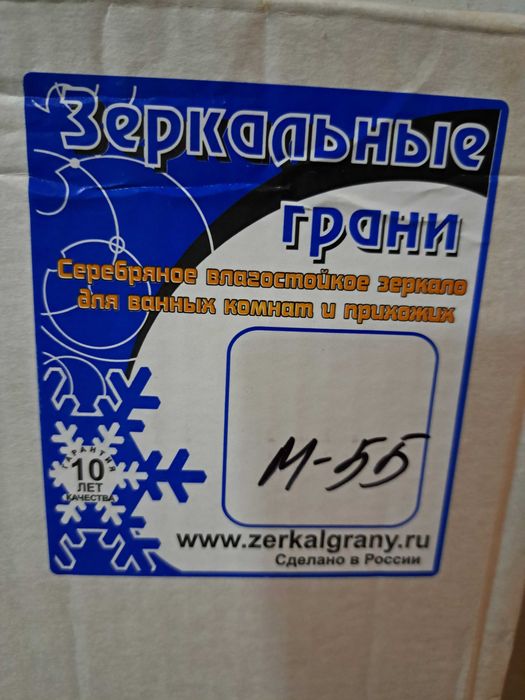 Зеркальные
грани
Серебряное влагостойкое зеркало
для ванных комнат и прихожих
М-55
ГАРАНТИЯ
10
ЛЕТ
КАЧЕСТВА
www.zerkalgrany.ru
Сделано в России